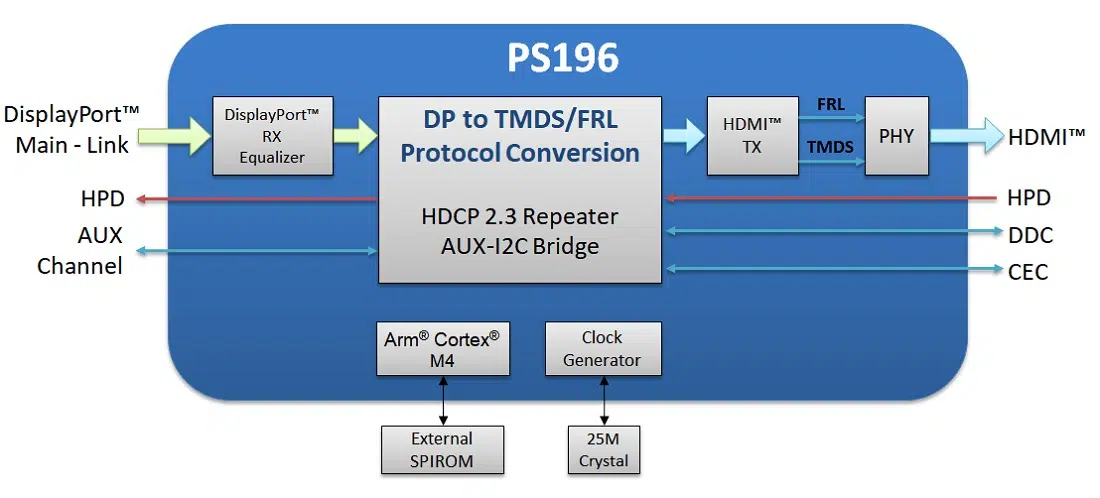 PS196
DisplayPort™
Main - Link
DisplayPort™
RX
Equalizer
DP to TMDS/FRL
Protocol Conversion
HDCP 2.3 Repeater
AUX-I2C Bridge
HDMI™
TX
FRL
TMDS
PHY
HDMI™
HPD
AUX
Channel
HPD
DDC
CEC
Arm® Cortex®
M4
Clock
Generator
External
SPIROM
25M
Crystal